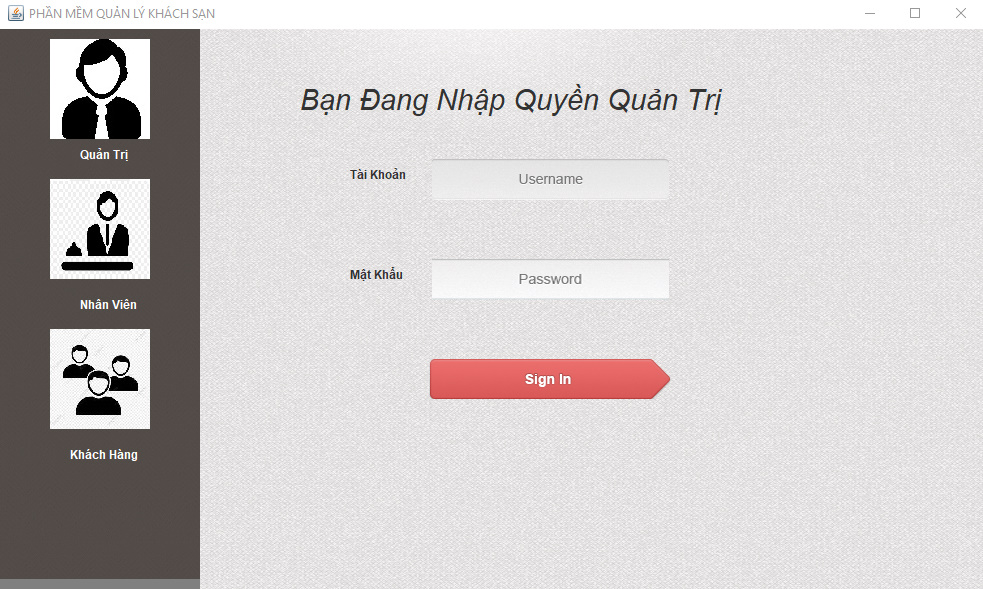 PHẦN MỀM QUẢN LÝ KHÁCH SẠN
Quản Trị
Nhân Viên
Khách Hàng
Bạn Đang Nhập Quyền Quản Trị
Tài Khoản
Username
Mật Khẩu
Password
Sign In